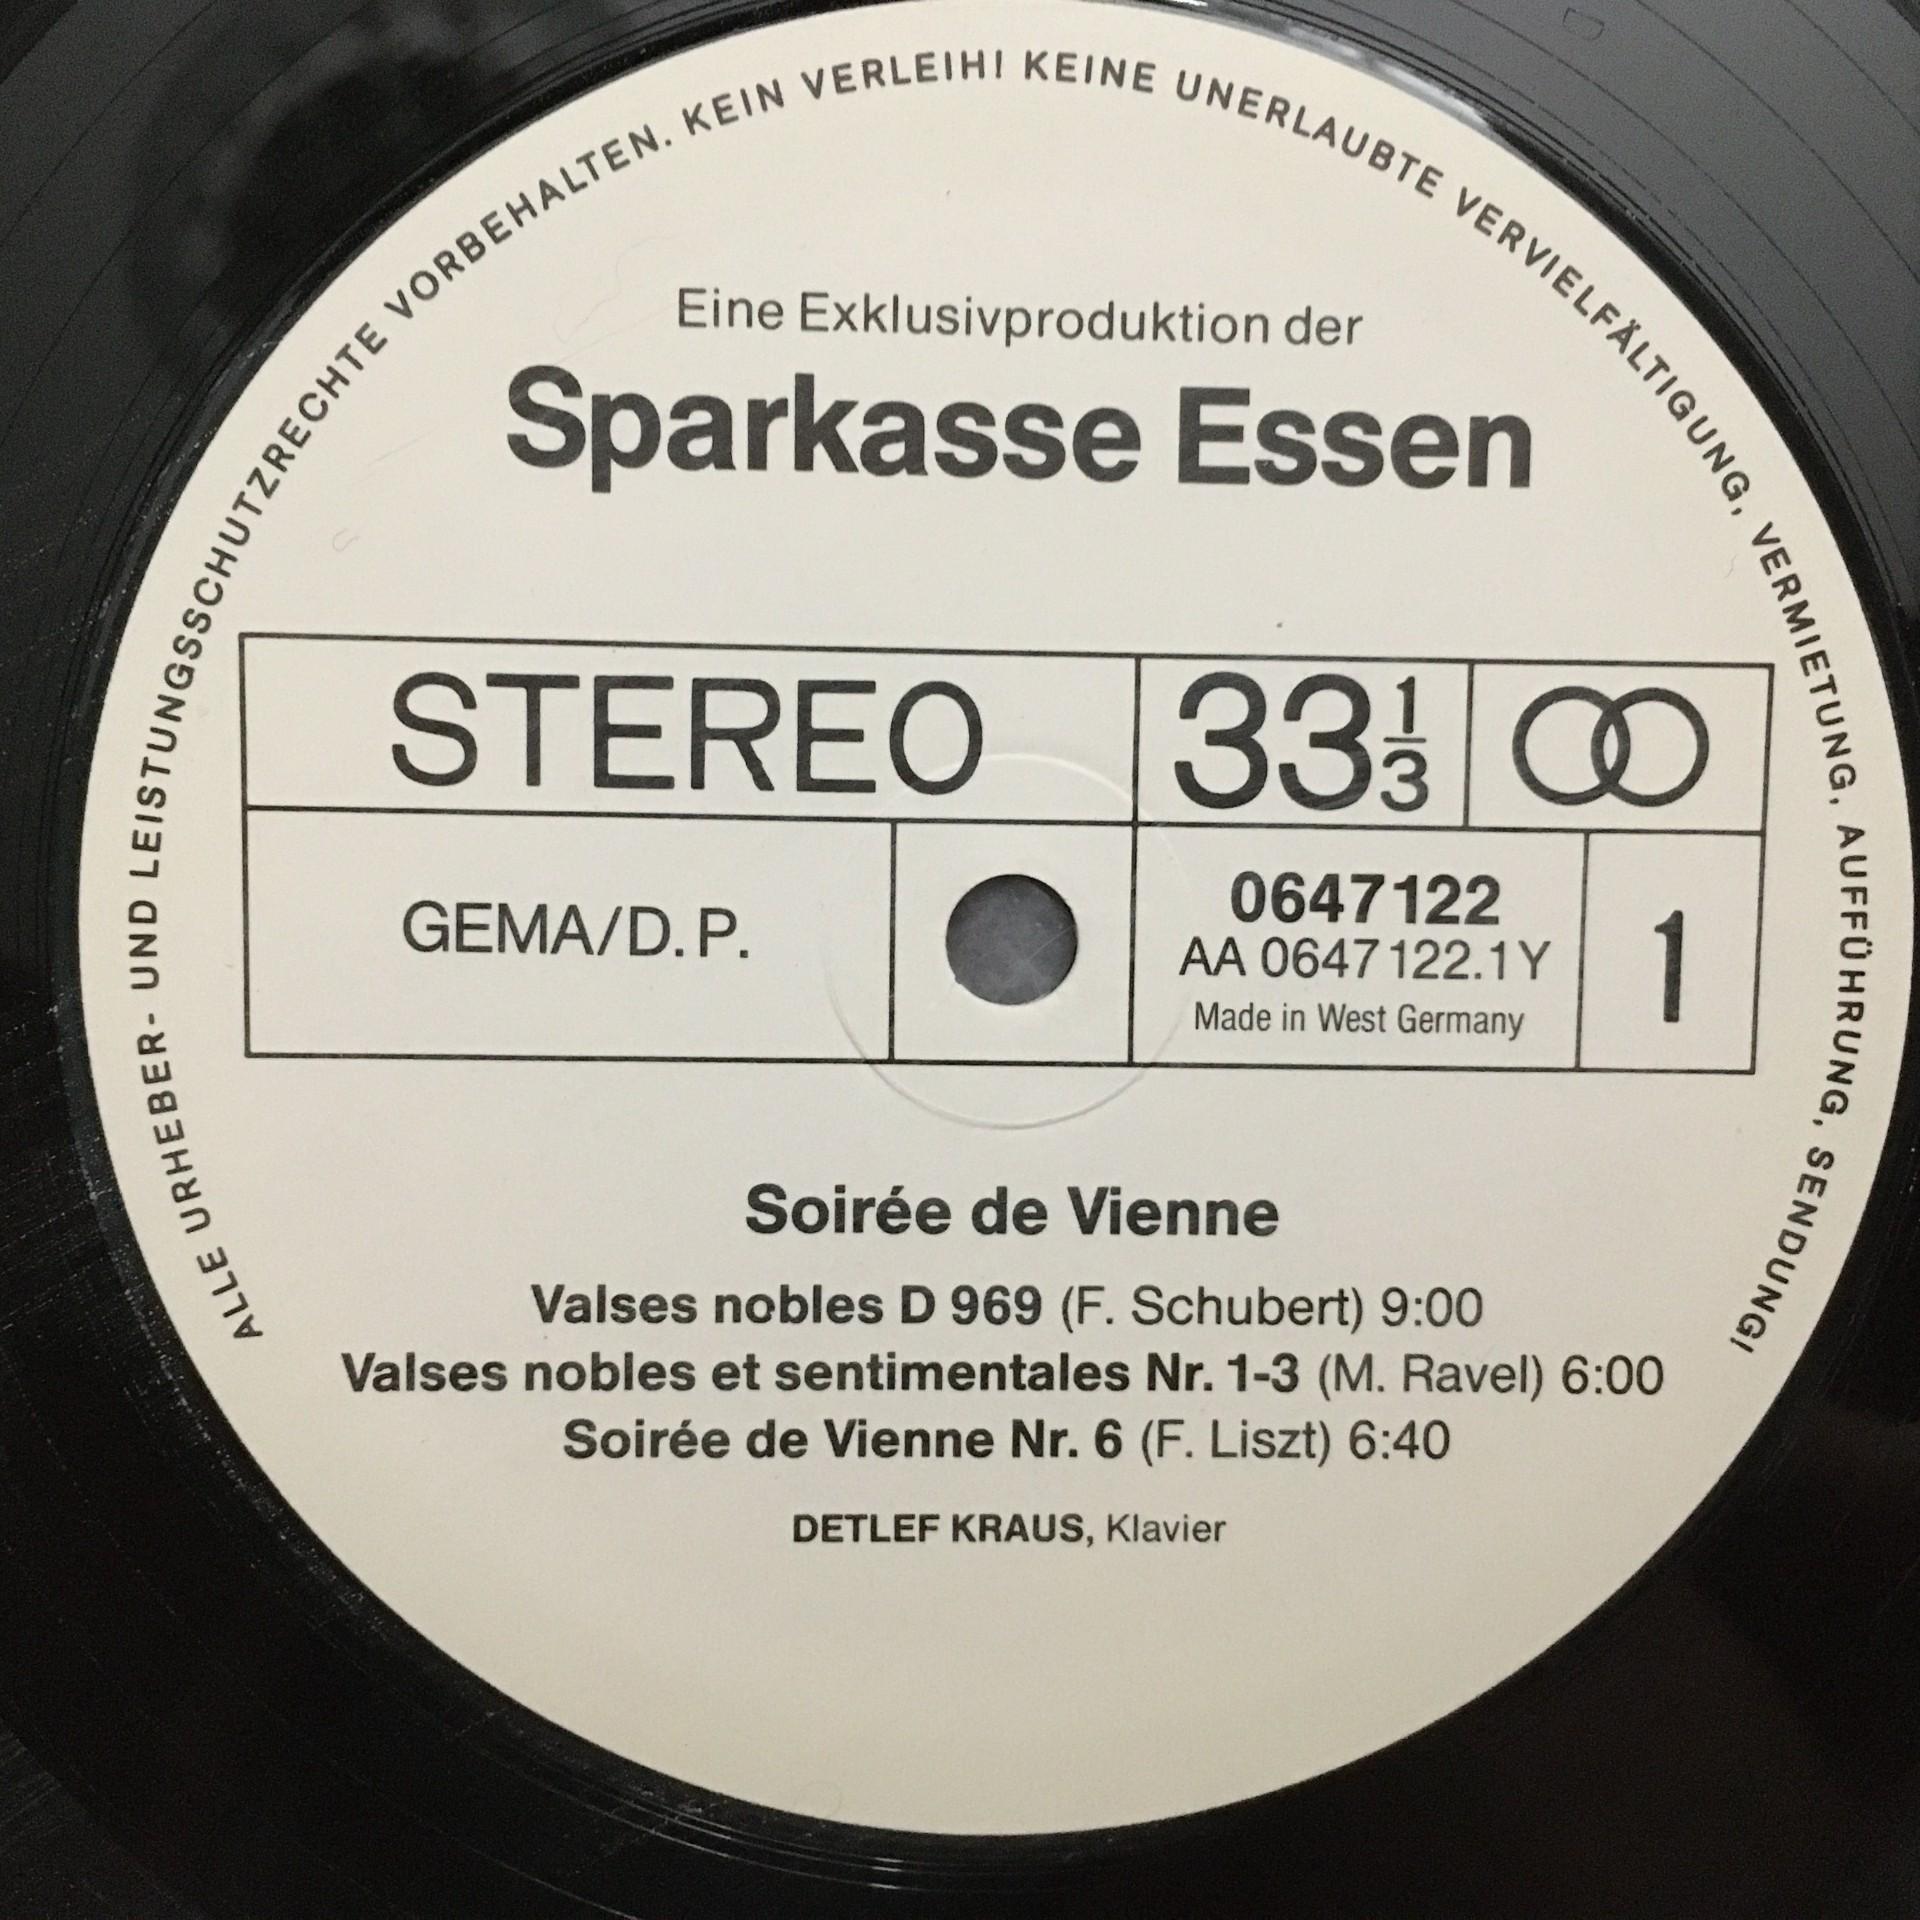 ALLE URHEBER- UND LEISTUNGSSCHUTZRECHTE VORBEHALTEN. KEIN VERLEIH! KEINE UNERLAUBTE VERVIELFÄLTIGUNG, VERMIETUNG, AUFFÜHRUNG, SENDUNG!
Eine Exklusivproduktion der
Sparkasse Essen
STEREO
33 1/3
GEMA/D.P.
0647122
AA 0647122.1Y
Made in West Germany
1
Soirée de Vienne
Valses nobles D 969 (F. Schubert) 9:00
Valses nobles et sentimentales Nr. 1-3 (M. Ravel) 6:00
Soirée de Vienne Nr. 6 (F. Liszt) 6:40
DETLEF KRAUS, Klavier